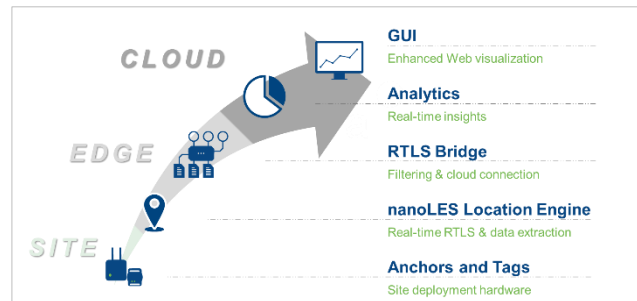 CLOUD
EDGE
SITE
GUI
Enhanced Web visualization
Analytics
Real-time insights
RTLS Bridge
Filtering & cloud connection
nanoLES Location Engine
Real-time RTLS & data extraction
Anchors and Tags
Site deployment hardware